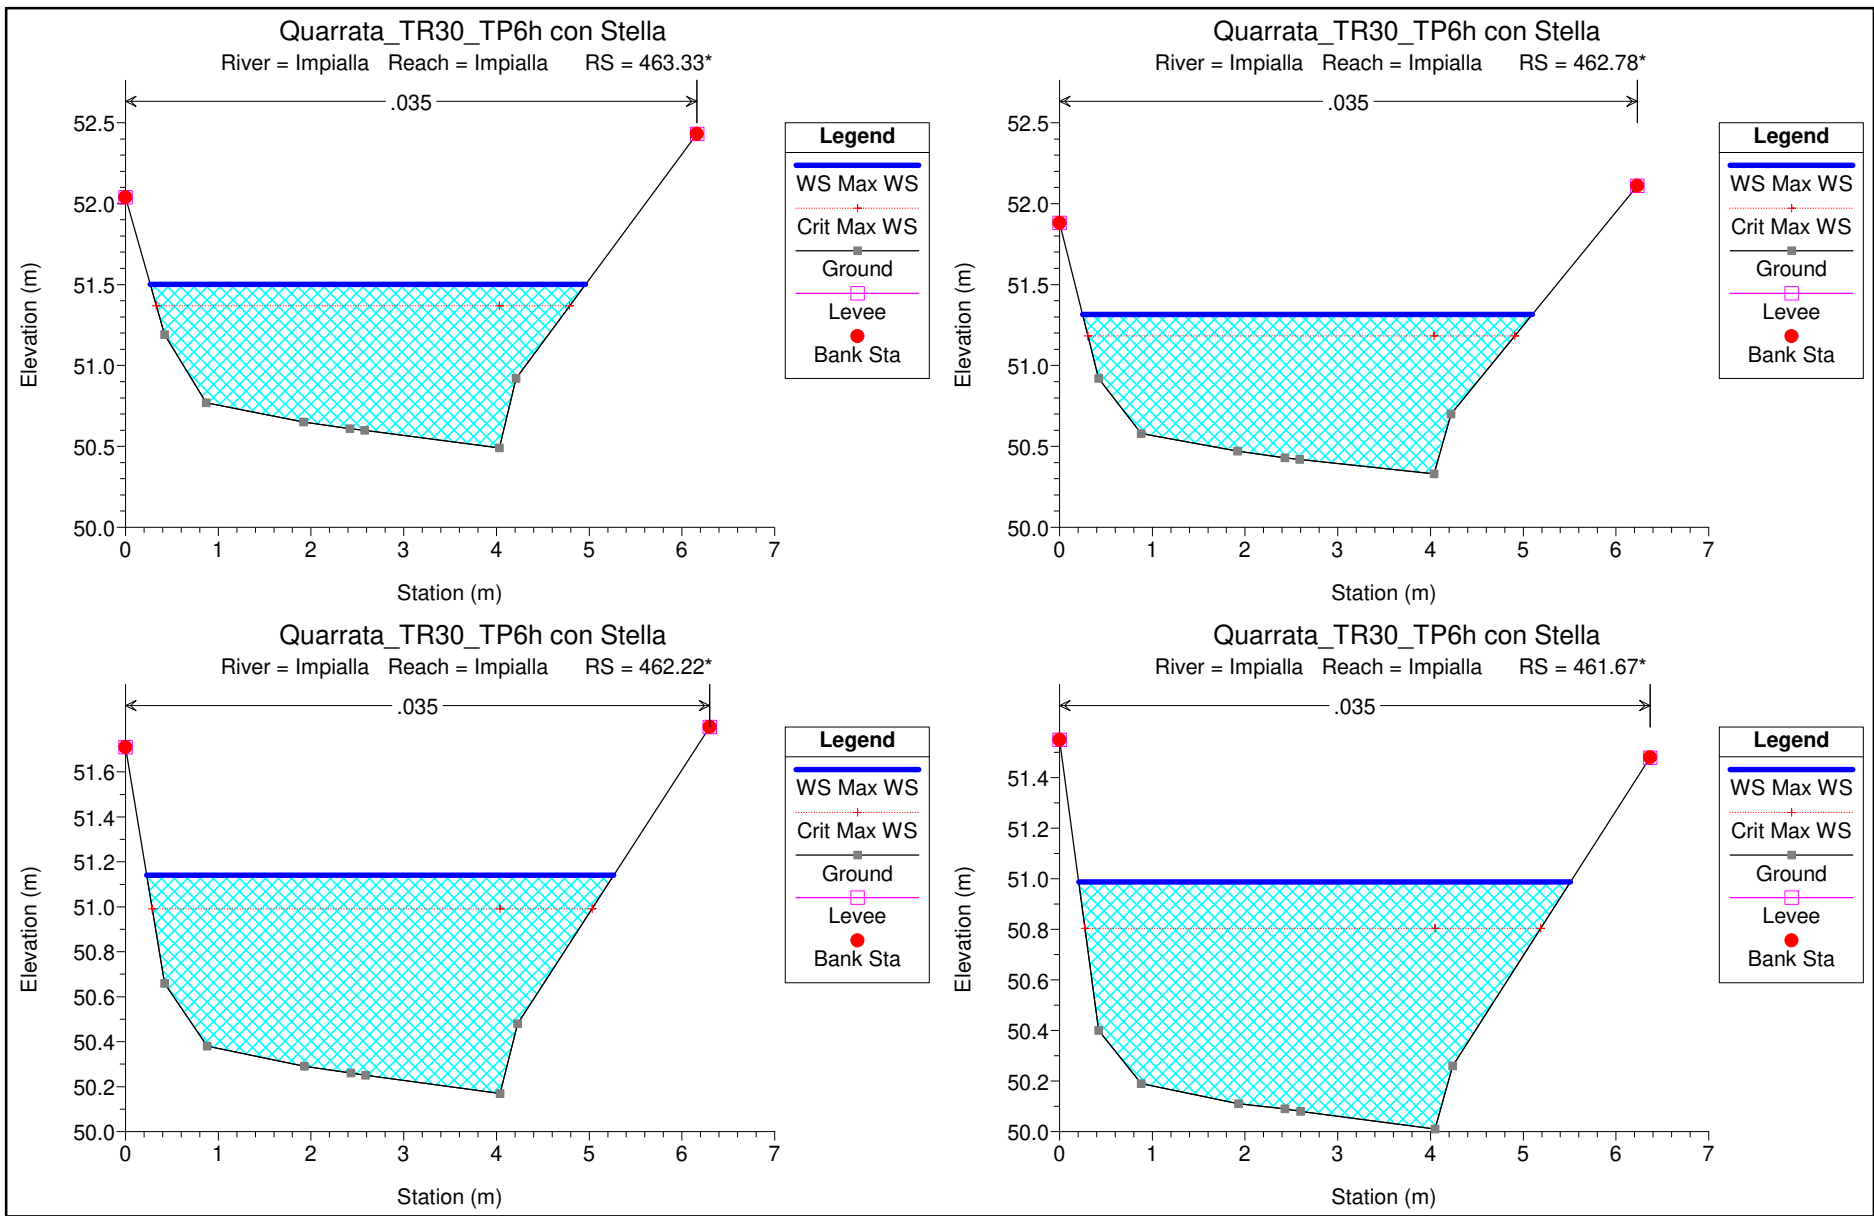 Quarrata_TR30_TP6h con Stella
River = Impialla Reach = Impialla RS = 463.33*
.035
52.5
52.0
51.5
51.0
50.5
50.0
Elevation (m)
0 1 2 3 4 5 6 7
Station (m)
Legend
WS Max WS
Crit Max WS
Ground
Levee
Bank Sta
Quarrata_TR30_TP6h con Stella
River = Impialla Reach = Impialla RS = 462.78*
.035
52.5
52.0
51.5
51.0
50.5
50.0
Elevation (m)
0 1 2 3 4 5 6 7
Station (m)
Legend
WS Max WS
Crit Max WS
Ground
Levee
Bank Sta
Quarrata_TR30_TP6h con Stella
River = Impialla Reach = Impialla RS = 462.22*
.035
51.6
51.4
51.2
51.0
50.8
50.6
50.4
50.2
50.0
Elevation (m)
0 1 2 3 4 5 6 7
Station (m)
Legend
WS Max WS
Crit Max WS
Ground
Levee
Bank Sta
Quarrata_TR30_TP6h con Stella
River = Impialla Reach = Impialla RS = 461.67*
.035
51.4
51.2
51.0
50.8
50.6
50.4
50.2
50.0
Elevation (m)
0 1 2 3 4 5 6 7
Station (m)
Legend
WS Max WS
Crit Max WS
Ground
Levee
Bank Sta